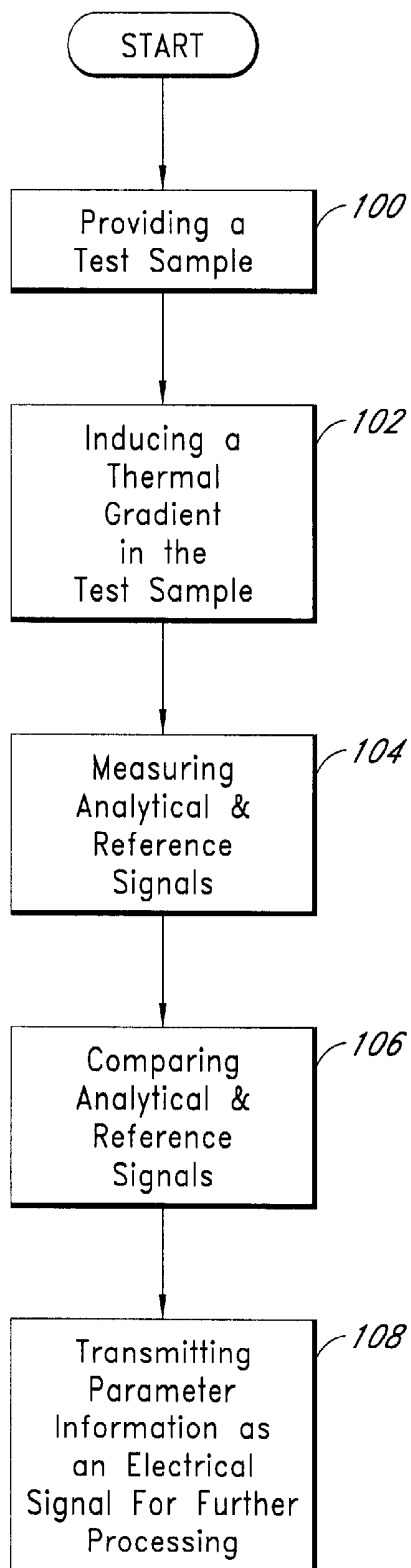 START
100
Providing a
Test Sample
102
Inducing a
Thermal
Gradient
in the
Test Sample
104
Measuring
Analytical &
Reference
Signals
106
Comparing
Analytical &
Reference
Signals
108
Transmitting
Parameter
Information as
an Electrical
Signal For Further
Processing